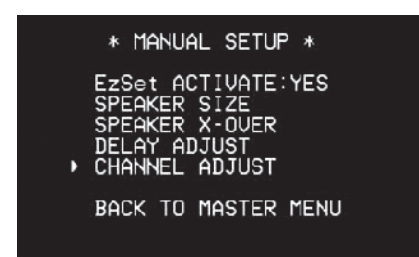 * MANUAL SETUP *
EzSet ACTIVATE:YES
SPEAKER SIZE
SPEAKER X-OVER
DELAY ADJUST
CHANNEL ADJUST
BACK TO MASTER MENU